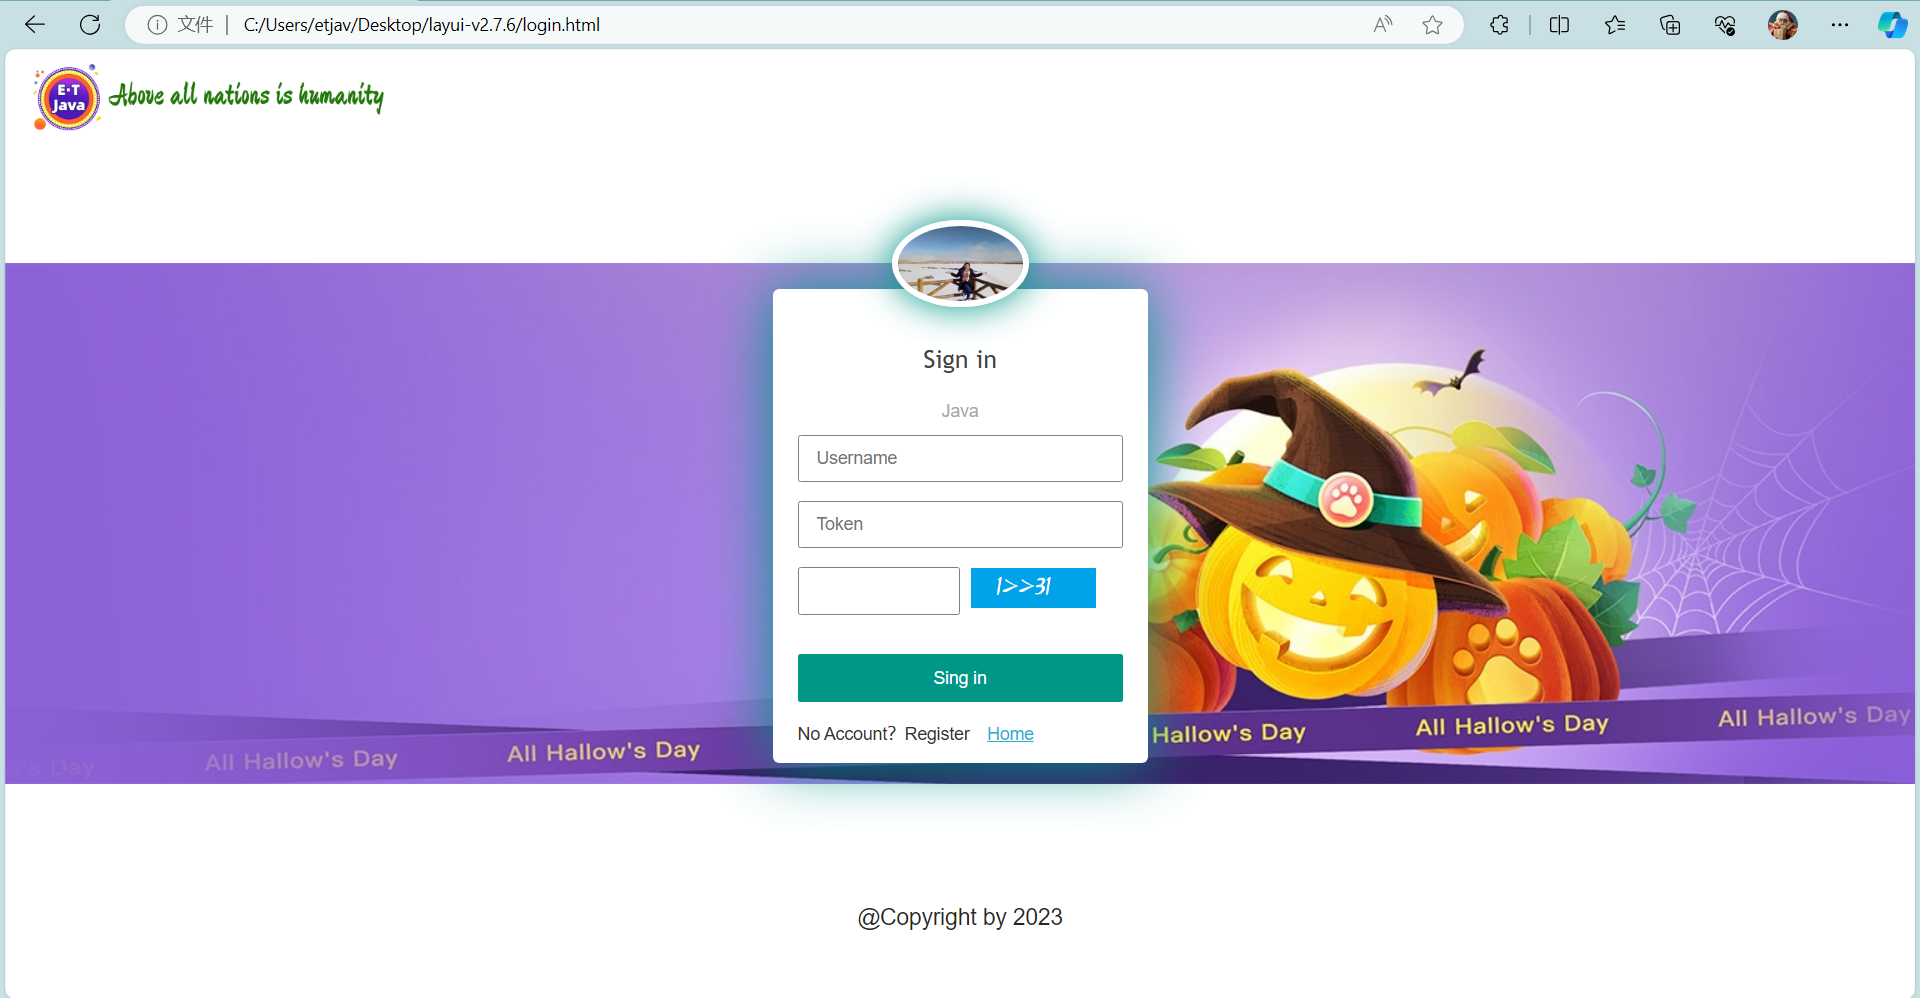 文件 | C:/Users/etjav/Desktop/layui-v2.7.6/login.html
E·T
Java
Above all nations is humanity
Sign in
Java
Username
Token
1>>31
Sing in
No Account? Register Home
All Hallow's Day
All Hallow's Day
Hallow's Day
All Hallow's Day
All Hallow's Day
@Copyright by 2023